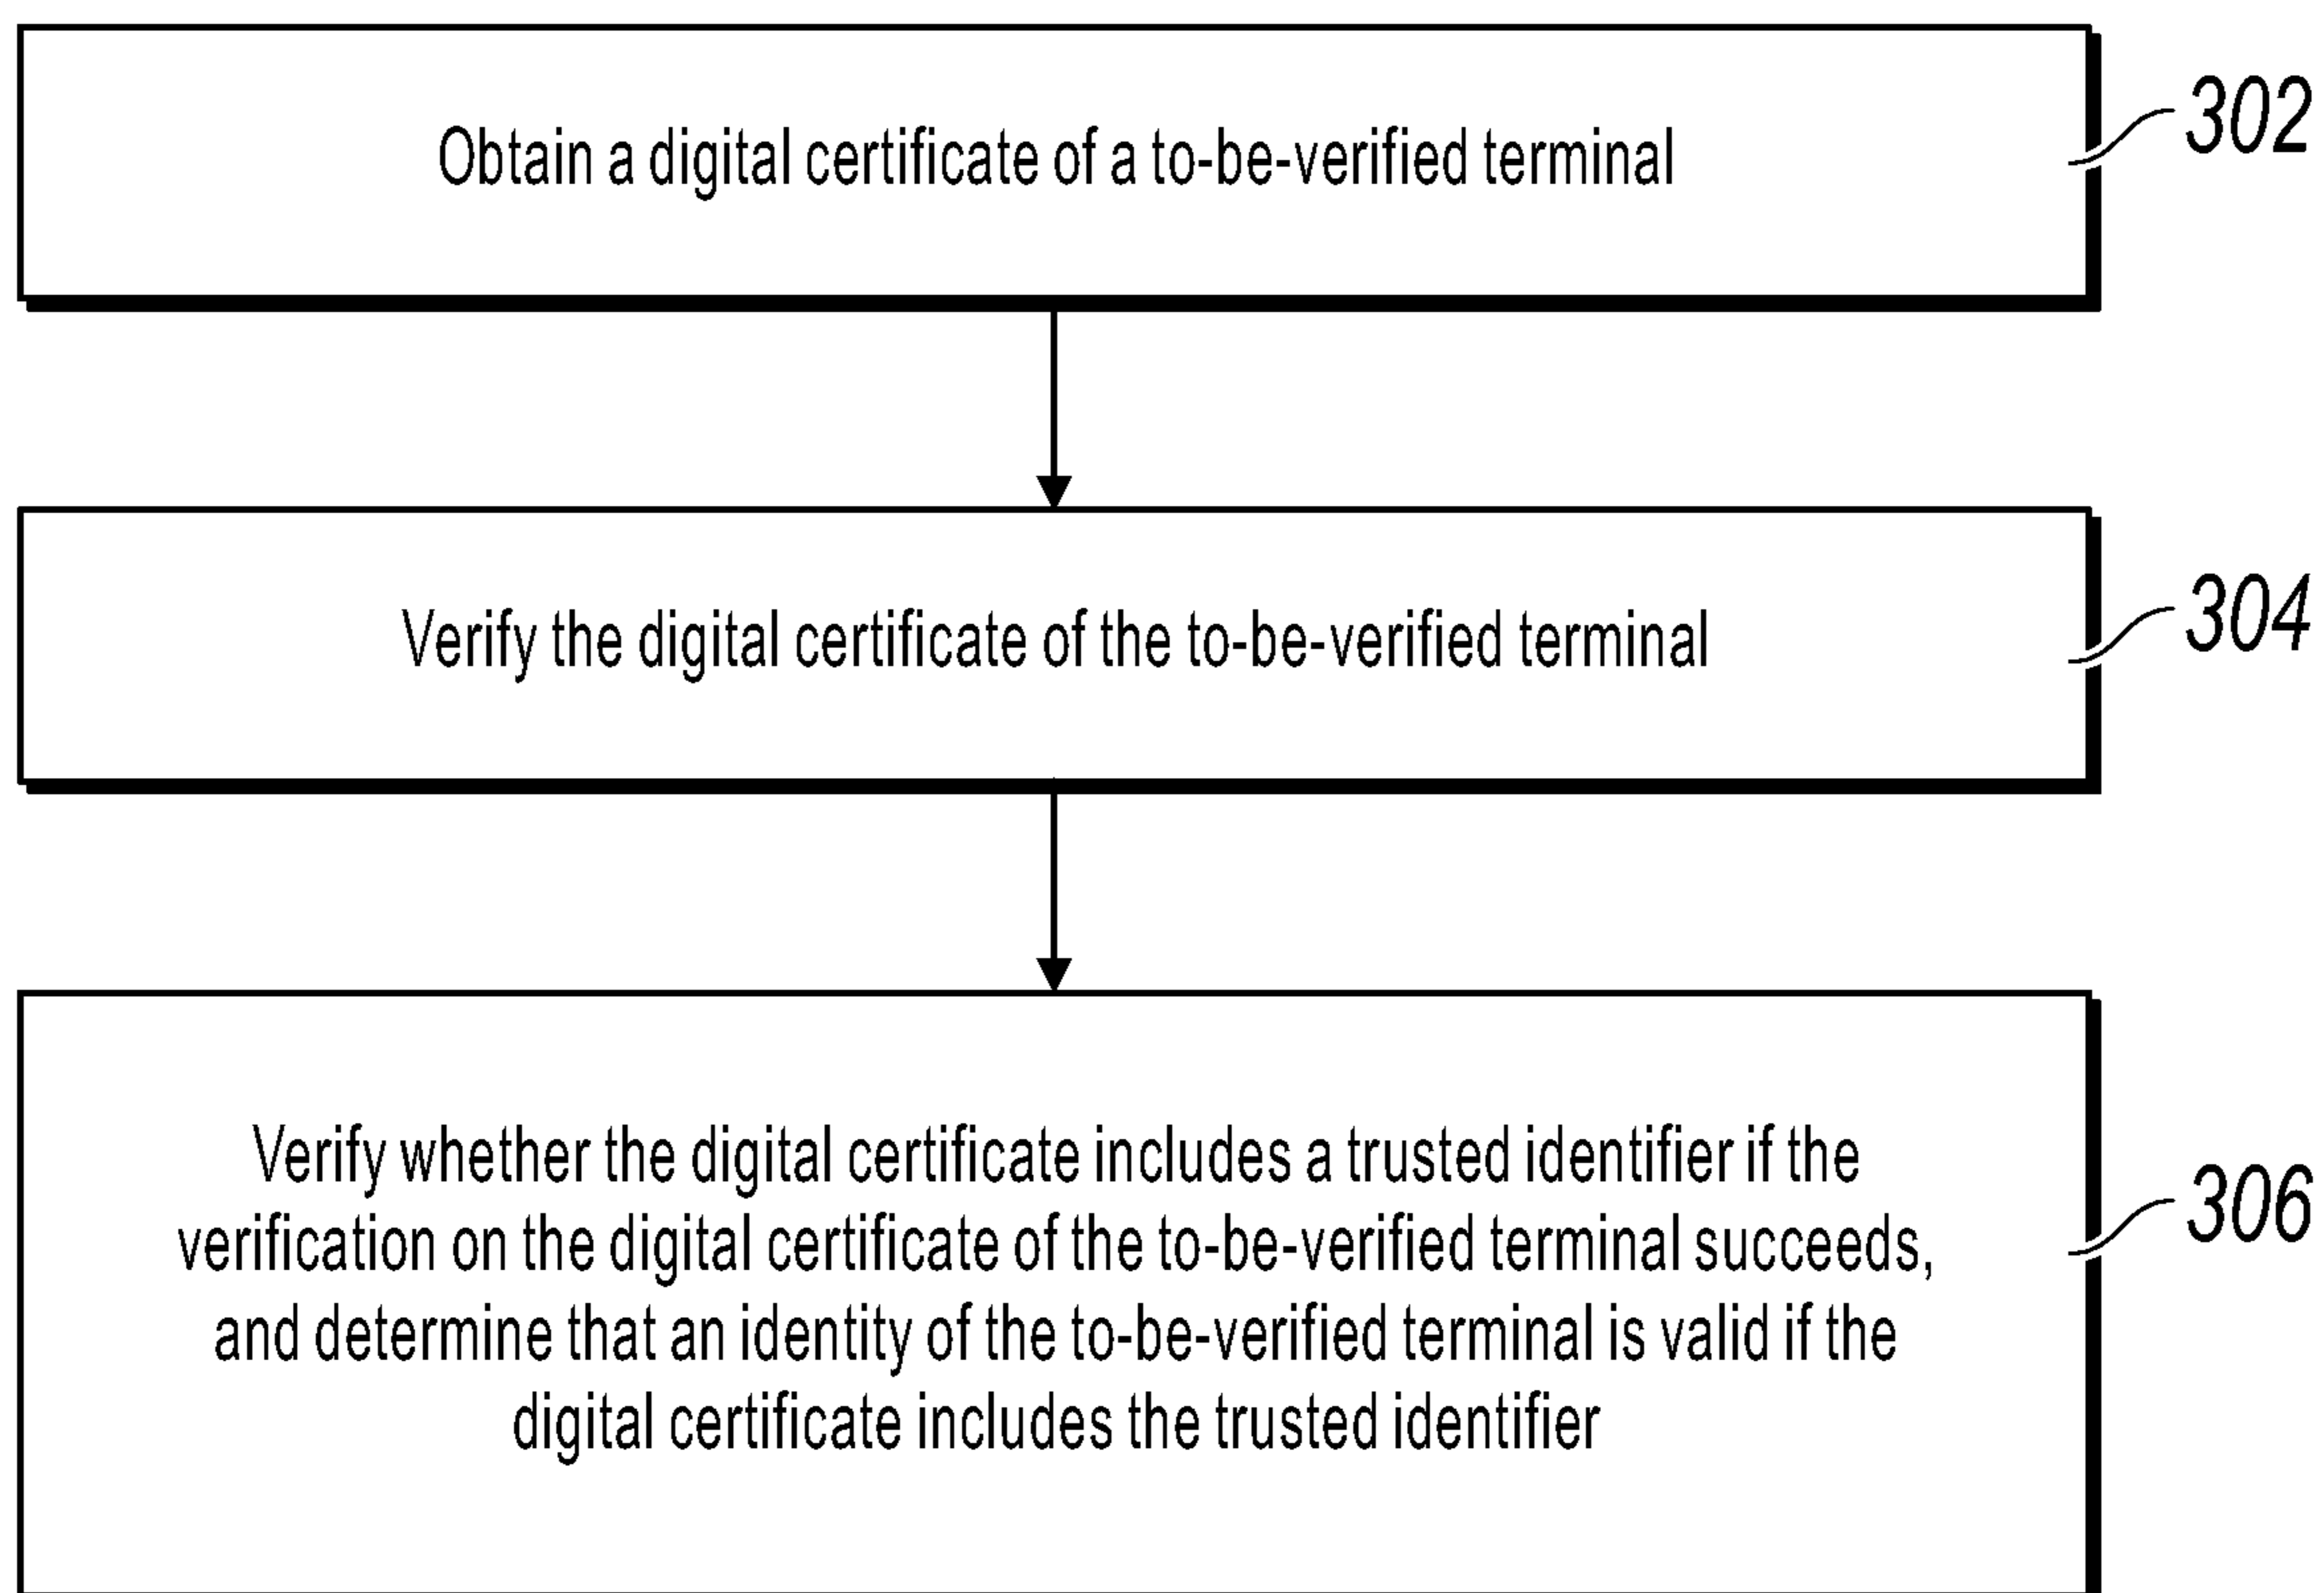 Obtain a digital certificate of a to-be-verified terminal
302
Verify the digital certificate of the to-be-verified terminal
304
Verify whether the digital certificate includes a trusted identifier if the
verification on the digital certificate of the to-be-verified terminal succeeds,
and determine that an identity of the to-be-verified terminal is valid if the
digital certificate includes the trusted identifier
306